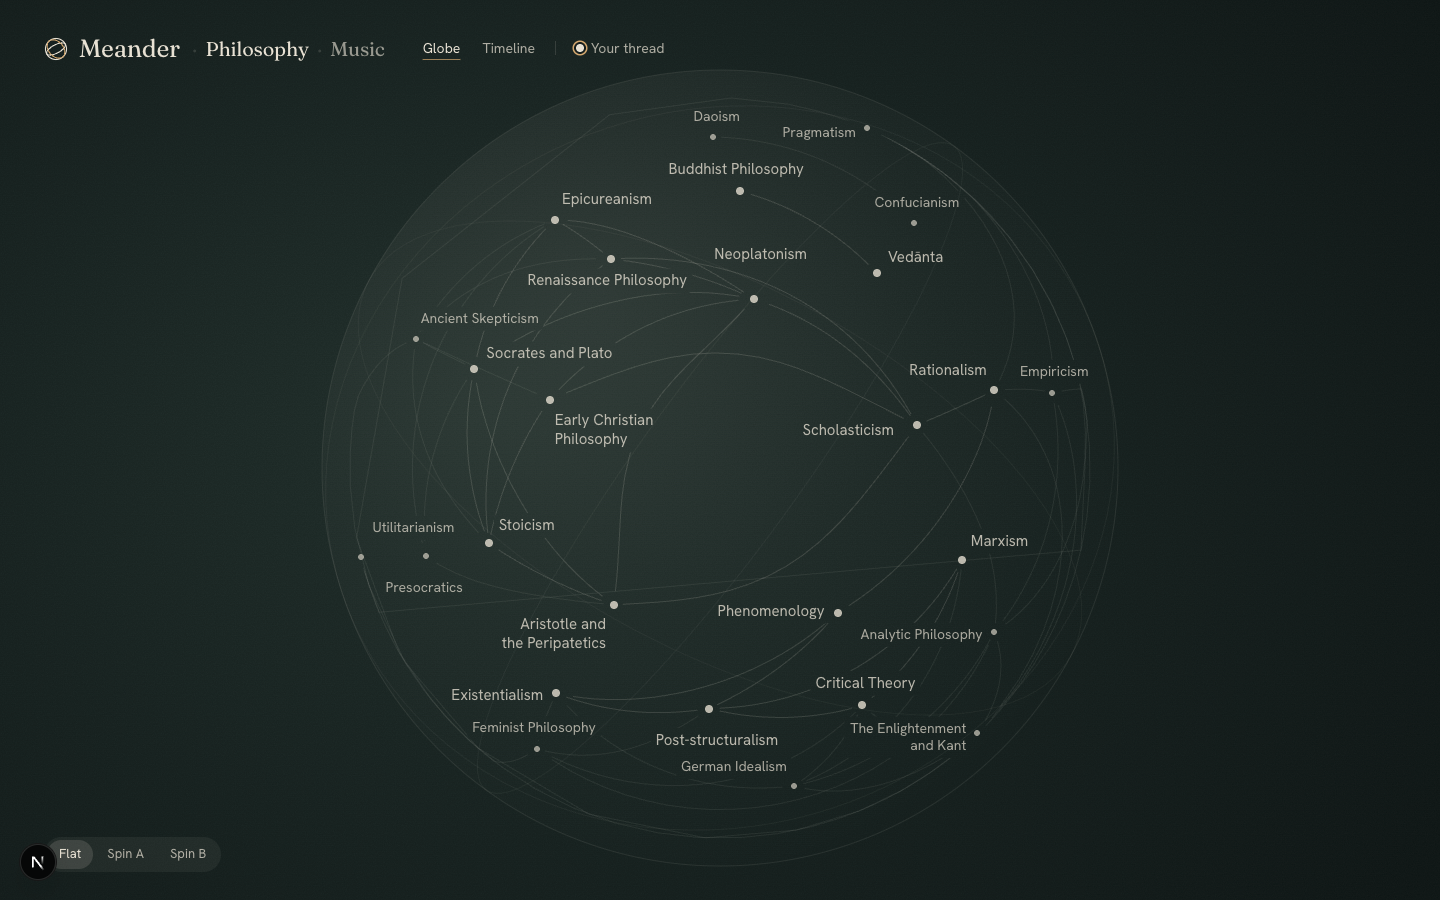 Meander · Philosophy · Music
Globe
Timeline
Your thread
Daoism
Pragmatism
Buddhist Philosophy
Epicureanism
Confucianism
Neoplatonism
Vedānta
Renaissance Philosophy
Ancient Skepticism
Socrates and Plato
Rationalism
Empiricism
Early Christian
Philosophy
Scholasticism
Utilitarianism
Stoicism
Marxism
Presocratics
Phenomenology
Aristotle and
the Peripatetics
Analytic Philosophy
Critical Theory
Existentialism
Feminist Philosophy
The Enlightenment
and Kant
Post-structuralism
German Idealism
N
Flat
Spin A
Spin B